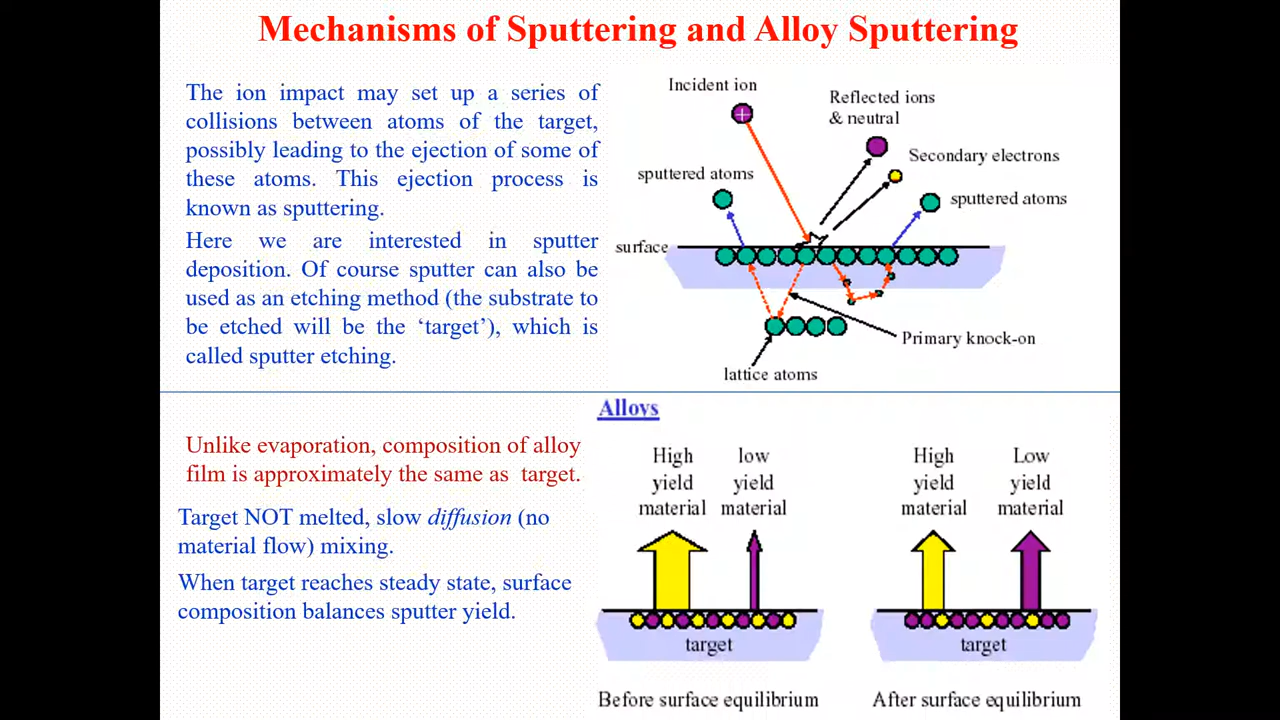 Mechanisms of Sputtering and Alloy Sputtering
The ion impact may set up a series of
collisions between atoms of the target,
possibly leading to the ejection of some of
these atoms. This ejection process is
known as sputtering.
Here we are interested in sputter
deposition. Of course sputter can also be
used as an etching method (the substrate to
be etched will be the ‘target’), which is
called sputter etching.
Incident ion
Reflected ions
& neutral
Secondary electrons
sputtered atoms
sputtered atoms
surface
Primary knock-on
lattice atoms
Unlike evaporation, composition of alloy
film is approximately the same as target.
Target NOT melted, slow diffusion (no
material flow) mixing.
When target reaches steady state, surface
composition balances sputter yield.
Alloys
High
yield
material
low
yield
material
target
Before surface equilibrium
High
yield
material
Low
yield
material
target
After surface equilibrium